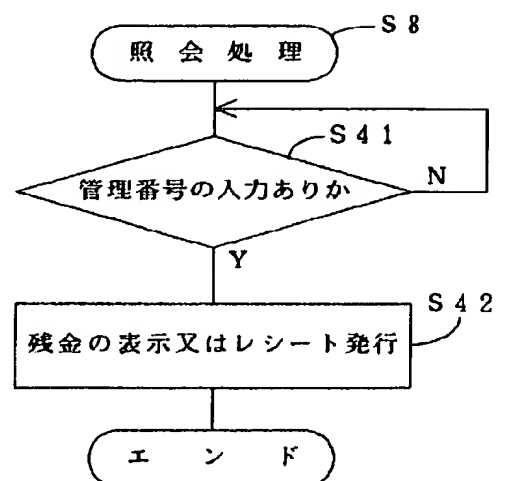 S8
照会処理
S41
管理番号の入力ありか
N
Y
S42
残金の表示又はレシート発行
エンド